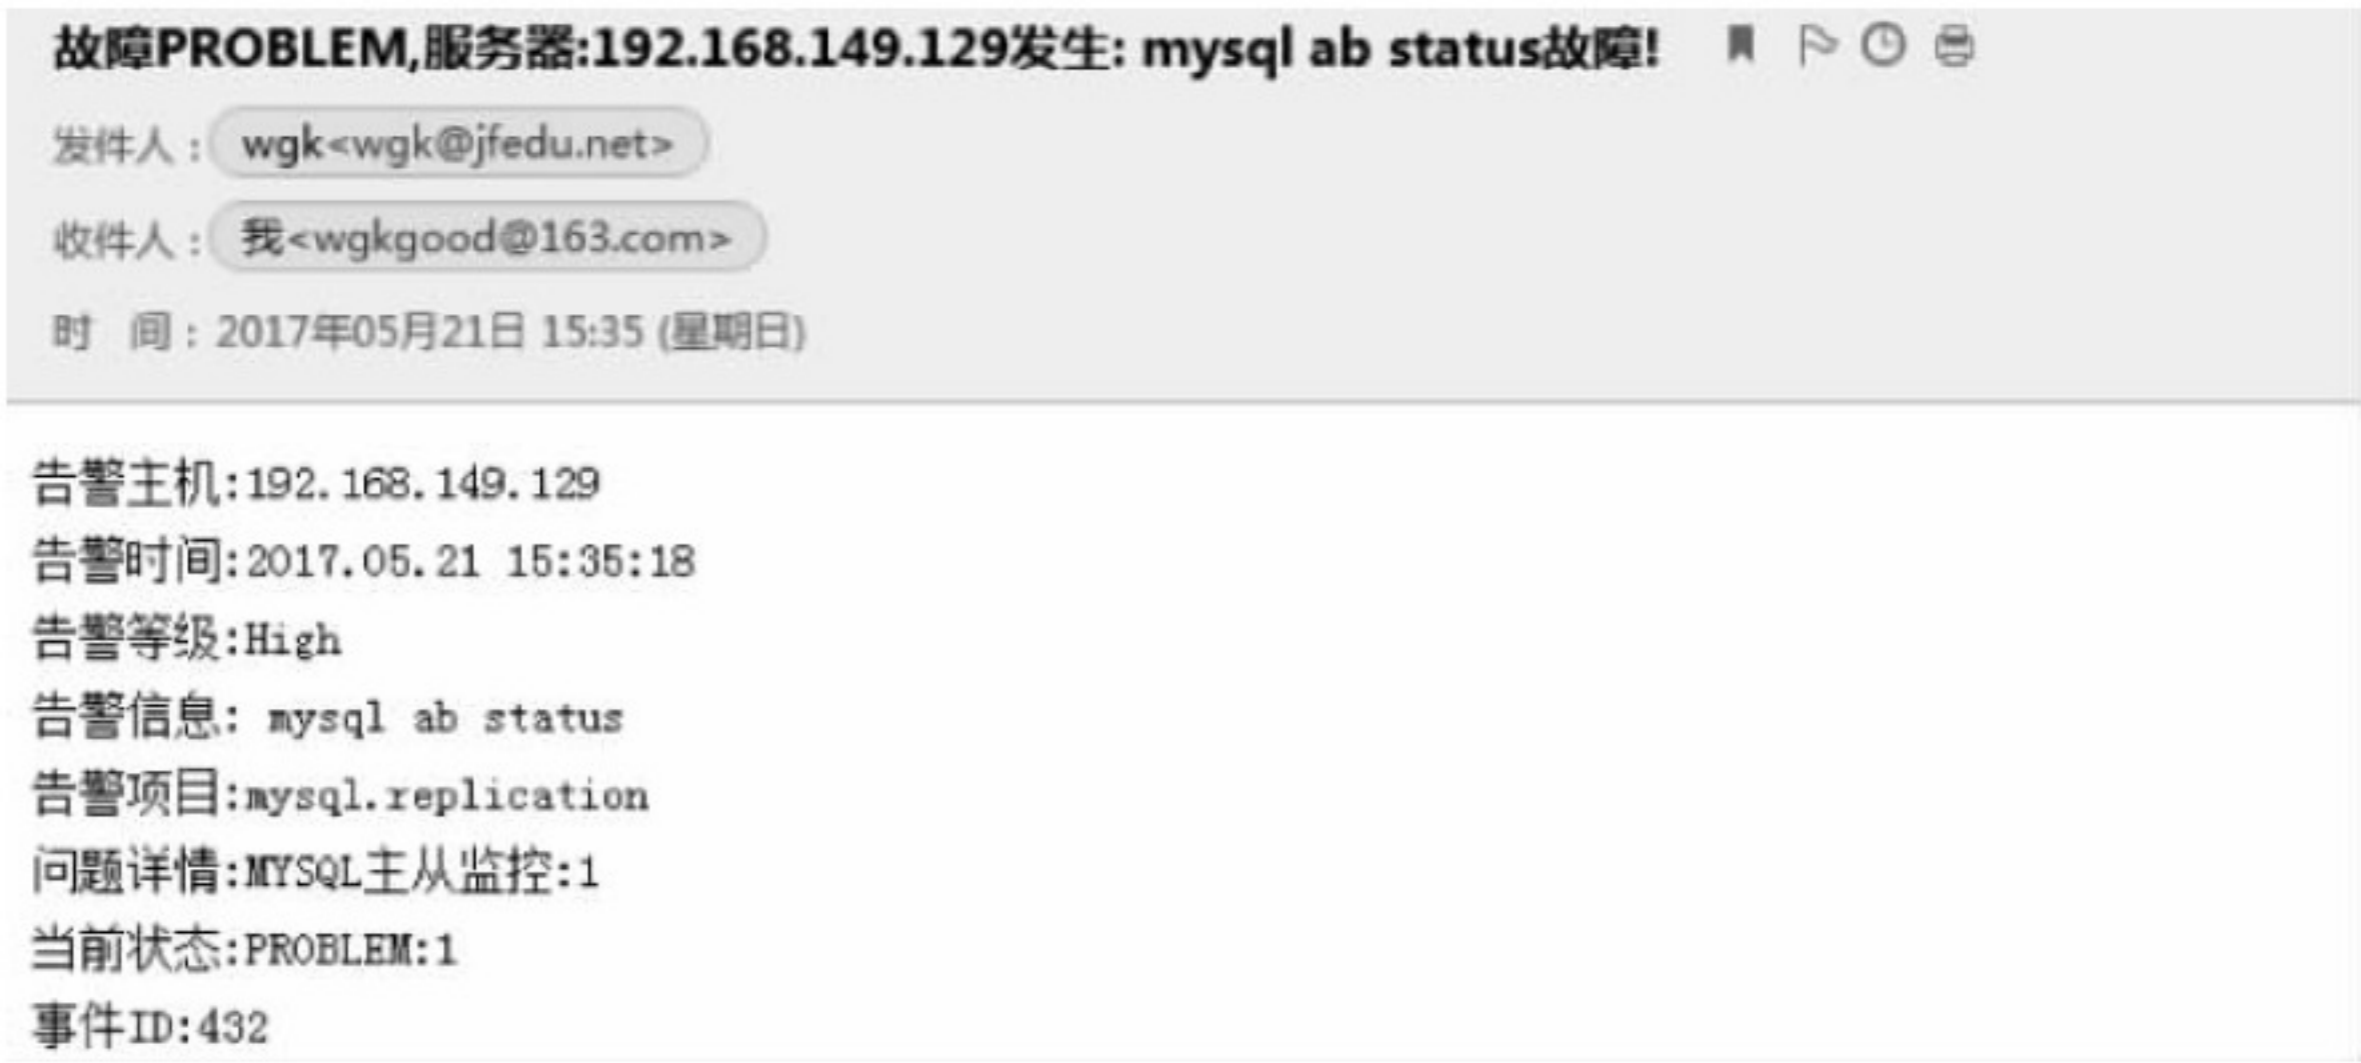 故障PROBLEM,服务器:192.168.149.129发生: mysql ab status故障!
发件人：wgk<wgk@jfedu.net>
收件人：我<wgkgood@163.com>
时 间：2017年05月21日 15:35 (星期日)
告警主机:192.168.149.129
告警时间:2017.05.21 15:35:18
告警等级:High
告警信息: mysql ab status
告警项目:mysql.replication
问题详情:MYSQL主从监控:1
当前状态:PROBLEM:1
事件ID:432